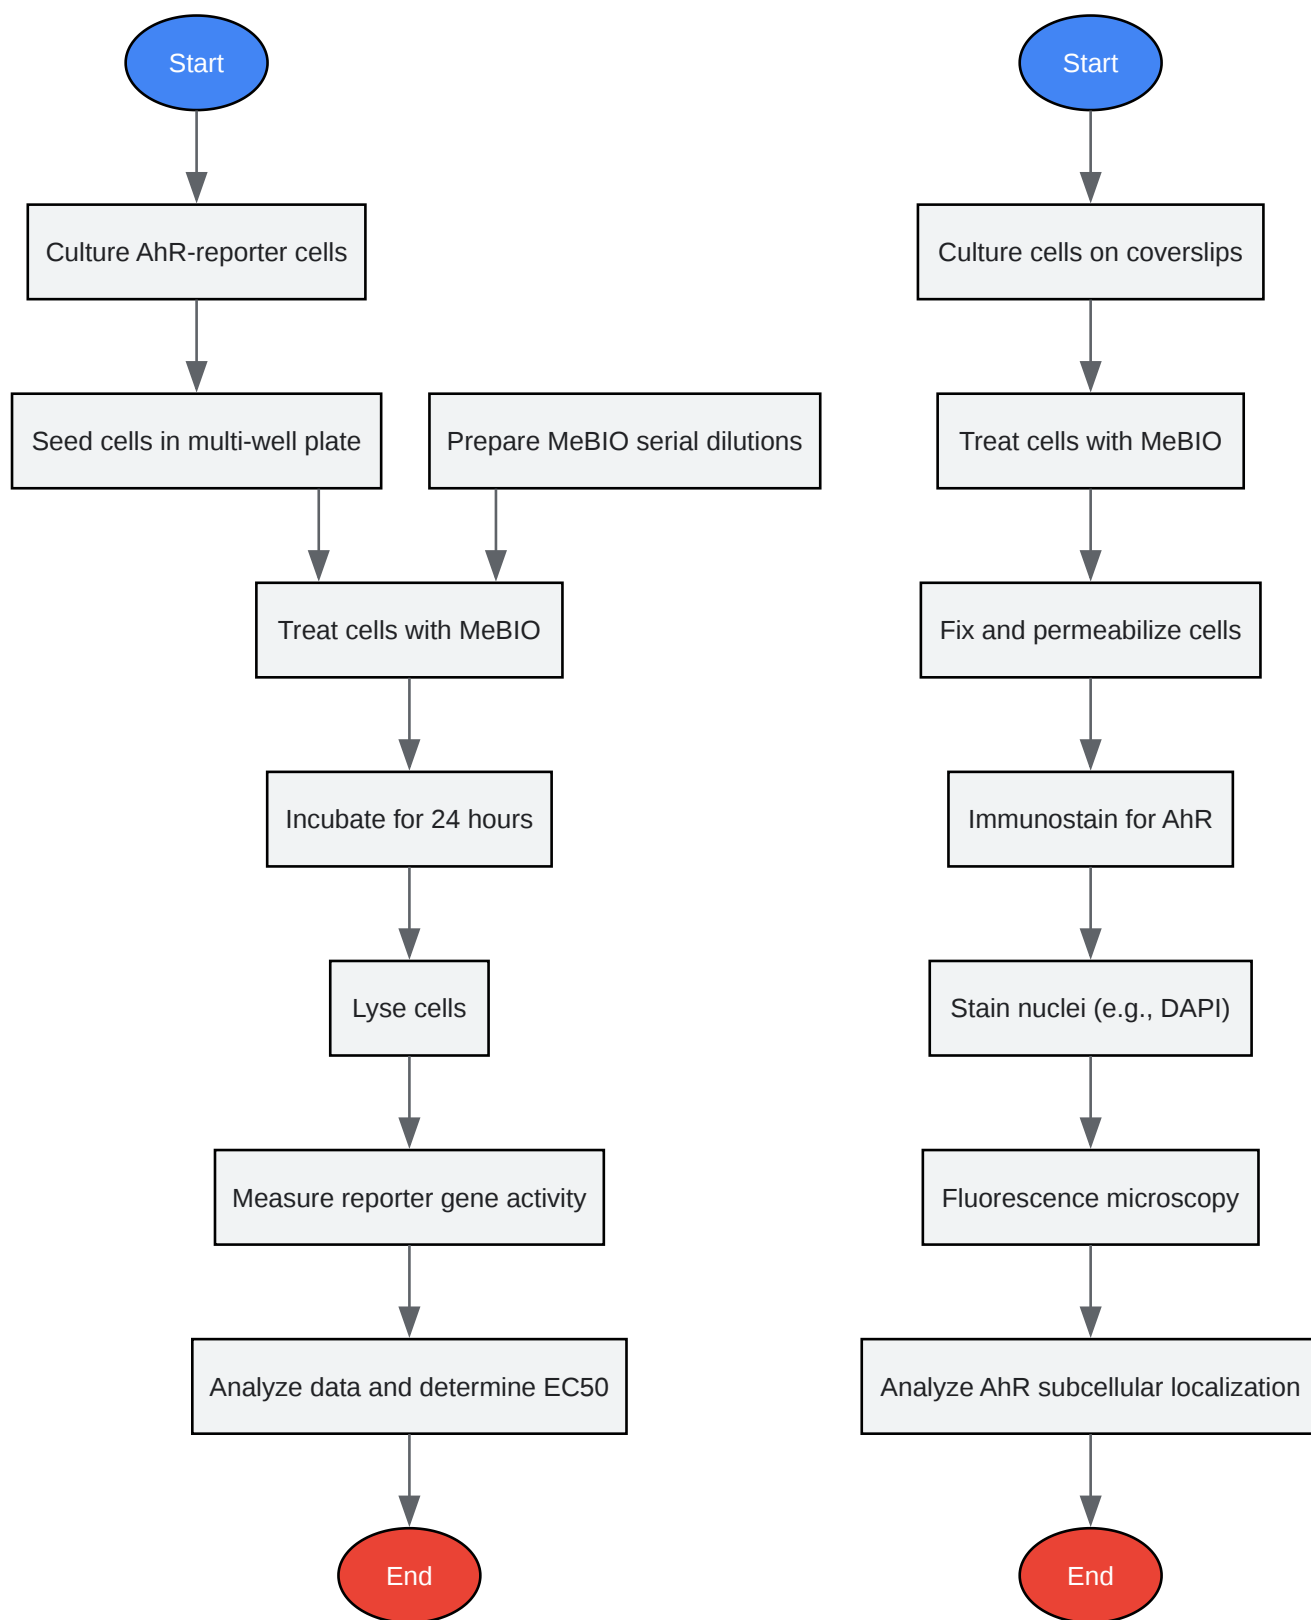 Start
Culture AhR-reporter cells
Seed cells in multi-well plate
Prepare MeBIO serial dilutions
Treat cells with MeBIO
Incubate for 24 hours
Lyse cells
Measure reporter gene activity
Analyze data and determine EC50
End
Start
Culture cells on coverslips
Treat cells with MeBIO
Fix and permeabilize cells
Immunostain for AhR
Stain nuclei (e.g., DAPI)
Fluorescence microscopy
Analyze AhR subcellular localization
End